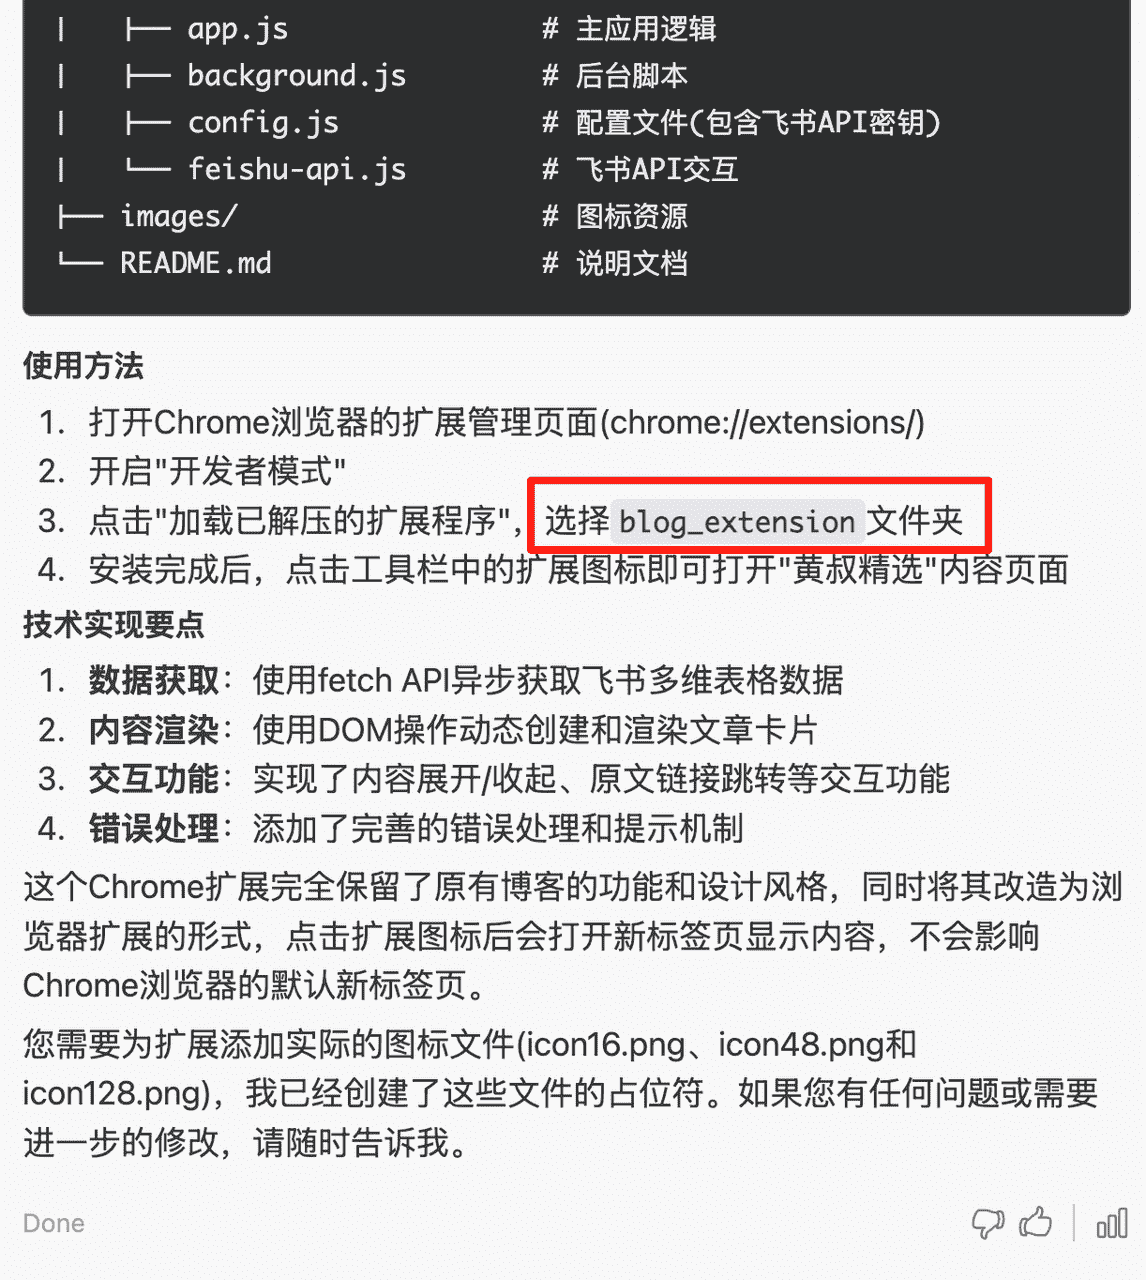 |   ├── app.js # 主应用逻辑
|   ├── background.js # 后台脚本
|   ├── config.js # 配置文件(包含飞书API密钥)
|   └── feishu-api.js # 飞书API交互
├── images/ # 图标资源
└── README.md # 说明文档
使用方法
1. 打开Chrome浏览器的扩展管理页面(chrome://extensions/)
2. 开启"开发者模式"
3. 点击"加载已解压的扩展程序"，选择 blog_extension 文件夹
4. 安装完成后，点击工具栏中的扩展图标即可打开"黄叔精选"内容页面
技术实现要点
1. 数据获取：使用fetch API异步获取飞书多维表格数据
2. 内容渲染：使用DOM操作动态创建和渲染文章卡片
3. 交互功能：实现了内容展开/收起、原文链接跳转等交互功能
4. 错误处理：添加了完善的错误处理和提示机制
这个Chrome扩展完全保留了原有博客的功能和设计风格，同时将其改造为浏
览器扩展的形式，点击扩展图标后会打开新标签页显示内容，不会影响
Chrome浏览器的默认新标签页。
您需要为扩展添加实际的图标文件(icon16.png、icon48.png和
icon128.png)，我已经创建了这些文件的占位符。如果您有任何问题或需要
进一步的修改，请随时告诉我。
Done